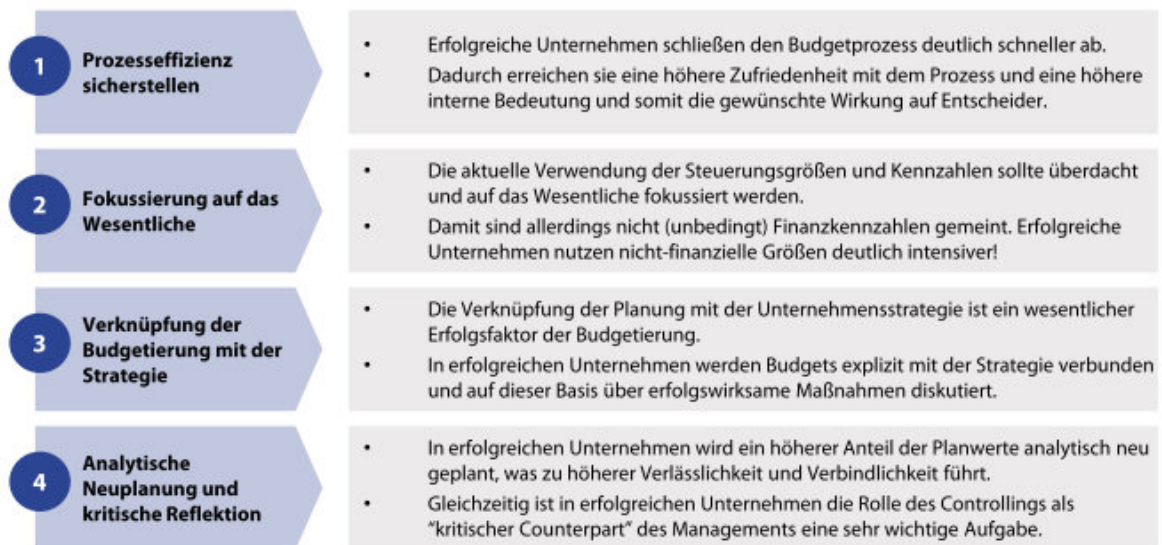 1
Prozesseffizienz
sicherstellen
• Erfolgreiche Unternehmen schließen den Budgetprozess deutlich schneller ab.
• Dadurch erreichen sie eine höhere Zufriedenheit mit dem Prozess und eine höhere
interne Bedeutung und somit die gewünschte Wirkung auf Entscheider.
2
Fokussierung auf das
Wesentliche
• Die aktuelle Verwendung der Steuerungsgrößen und Kennzahlen sollte überdacht
und auf das Wesentliche fokussiert werden.
• Damit sind allerdings nicht (unbedingt) Finanzkennzahlen gemeint. Erfolgreiche
Unternehmen nutzen nicht-finanzielle Größen deutlich intensiver!
3
Verknüpfung der
Budgetierung mit der
Strategie
• Die Verknüpfung der Planung mit der Unternehmensstrategie ist ein wesentlicher
Erfolgsfaktor der Budgetierung.
• In erfolgreichen Unternehmen werden Budgets explizit mit der Strategie verbunden
und auf dieser Basis über erfolgswirksame Maßnahmen diskutiert.
4
Analytische
Neuplanung und
kritische Reflektion
• In erfolgreichen Unternehmen wird ein höherer Anteil der Planwerte analytisch neu
geplant, was zu höherer Verlässlichkeit und Verbindlichkeit führt.
• Gleichzeitig ist in erfolgreichen Unternehmen die Rolle des Controllings als
“kritischer Counterpart” des Managements eine sehr wichtige Aufgabe.